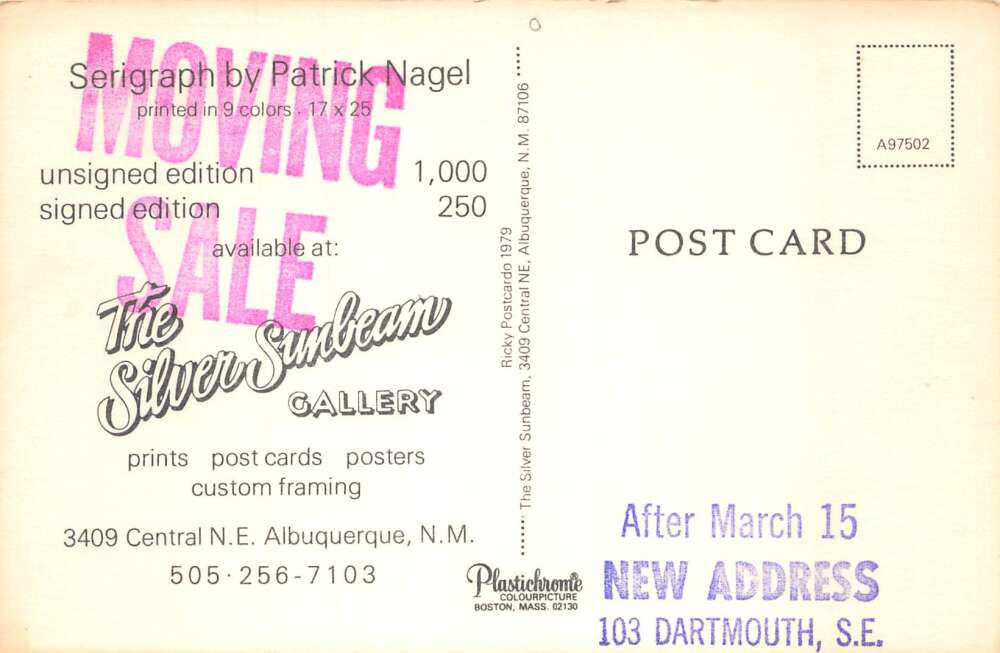 MOVING
SALE
Serigraph by Patrick Nagel
printed in 9 colors · 17 x 25
unsigned edition 1,000
signed edition 250
available at:
The
Silver Sunbeam
GALLERY
prints post cards posters
custom framing
3409 Central N.E. Albuquerque, N.M.
505·256-7103
Ricky Postcardo 1979
The Silver Sunbeam, 3409 Central NE, Albuquerque, N.M. 87106
Plastichrome
COLOURPICTURE
BOSTON, MASS. 02130
A97502
POST CARD
After March 15
NEW ADDRESS
103 DARTMOUTH, S.E.